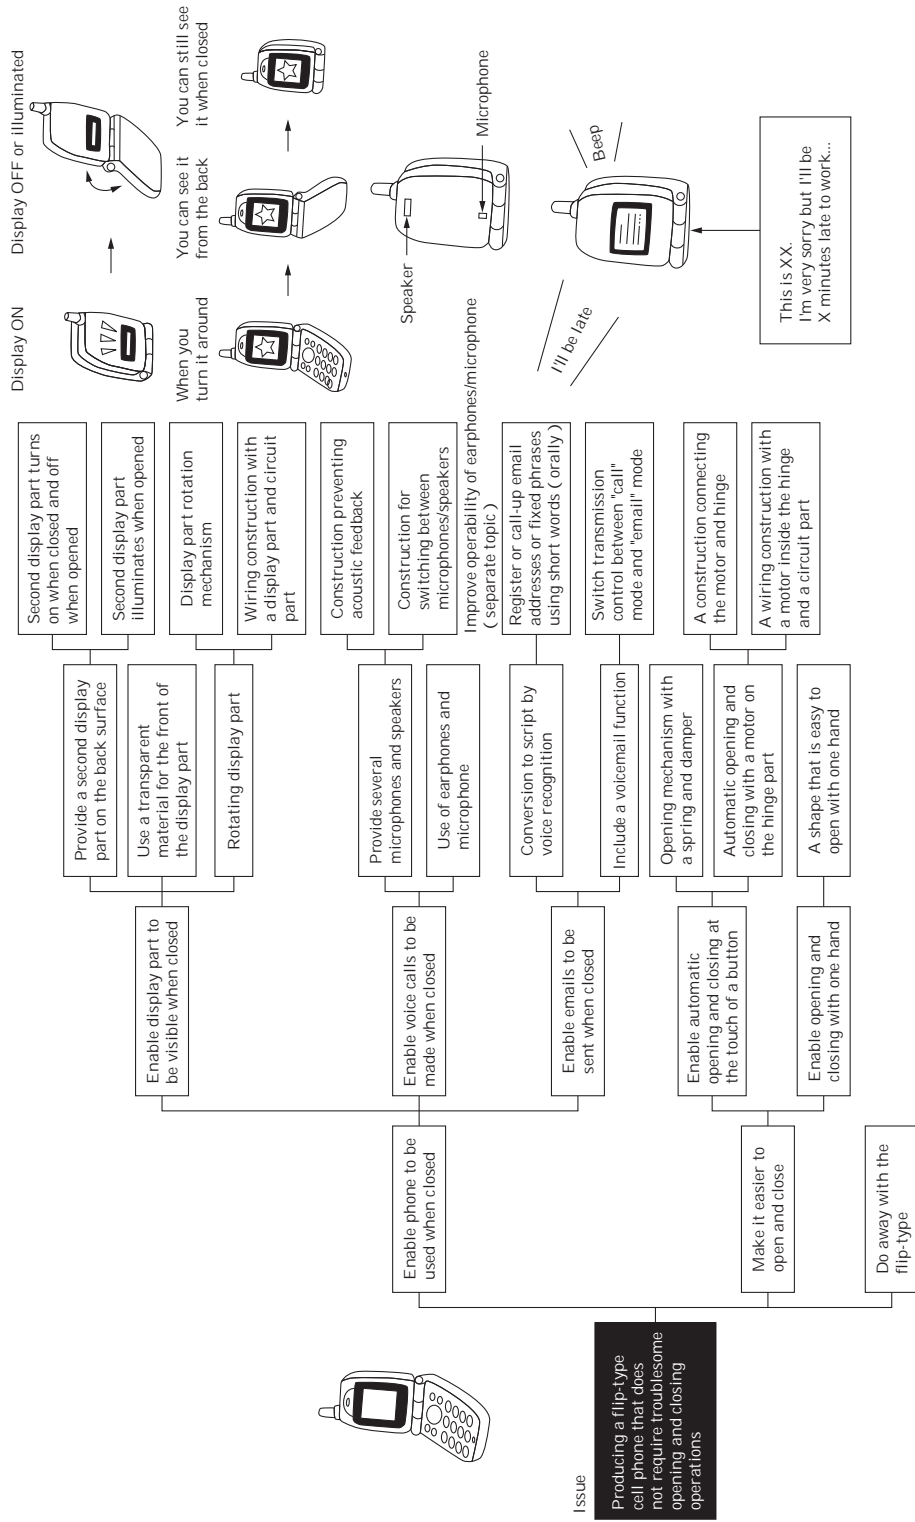 Issue
Producing a flip-type
cell phone that does
not require troublesome
opening and closing
operations
Enable phone to be
used when closed
Make it easier to
open and close
Do away with the
flip-type
Enable display part to
be visible when closed
Enable voice calls to be
made when closed
Enable emails to be
sent when closed
Enable automatic
opening and closing at
the touch of a button
Enable opening and
closing with one hand
Provide a second display
part on the back surface
Use a transparent
material for the front of
the display part
Rotating display part
Provide several
microphones and speakers
Use of earphones and
microphone
Conversion to script by
voice recognition
Include a voicemail function
Opening mechanism with
a spring and damper
Automatic opening and
closing with a motor on
the hinge part
A shape that is easy to
open with one hand
Second display part turns
on when closed and off
when opened
Second display part
illuminates when opened
Display part rotation
mechanism
Wiring construction with
a display part and circuit
part
Construction preventing
acoustic feedback
Construction for
switching between
microphones/speakers
Improve operability of earphones/microphone
( separate topic )
Register or call-up email
addresses or fixed phrases
using short words ( orally )
Switch transmission
control between "call"
mode and "email" mode
A construction connecting
the motor and hinge
A wiring construction with
a motor inside the hinge
and a circuit part
Display ON
Display OFF or illuminated
When you
turn it around
You can see it
from the back
You can still see
it when closed
Speaker
Microphone
I'll be late
Beep
This is XX.
I'm very sorry but I'll be
X minutes late to work...